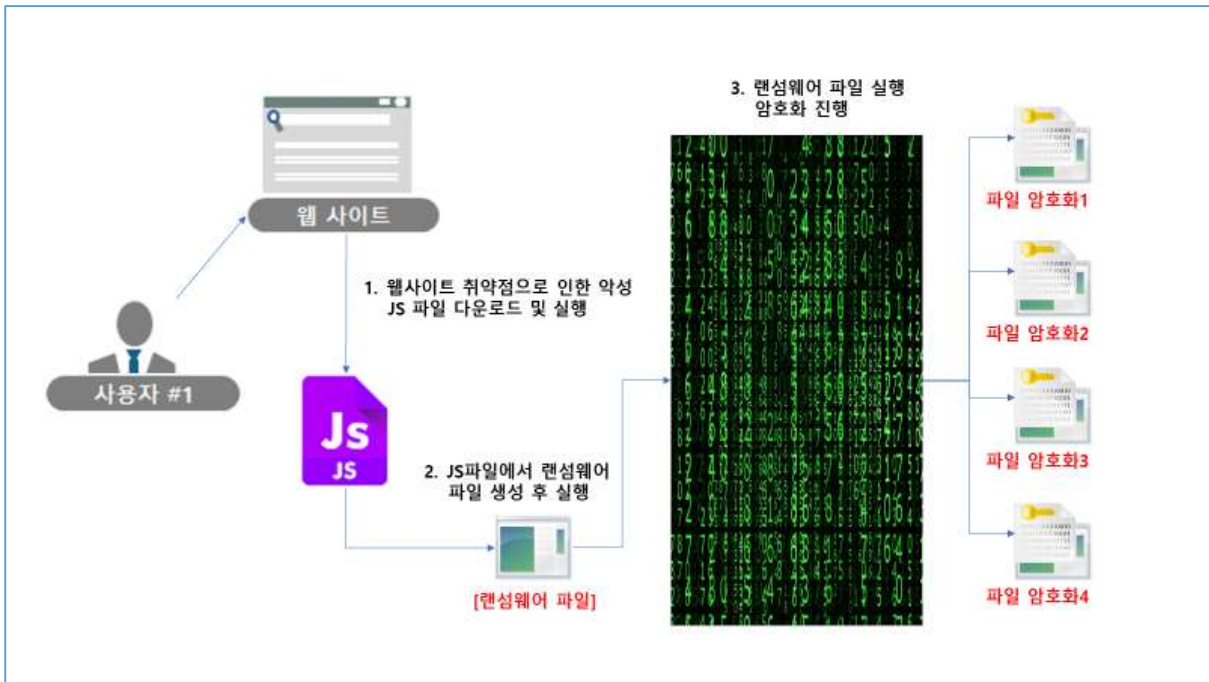 3. 랜섬웨어 파일 실행
암호화 진행
웹 사이트
파일 암호화1
1. 웹사이트 취약점으로 인한 악성
JS 파일 다운로드 및 실행
파일 암호화2
사용자 #1
Js
JS
2. JS파일에서 랜섬웨어
파일 생성 후 실행
파일 암호화3
[랜섬웨어 파일]
파일 암호화4